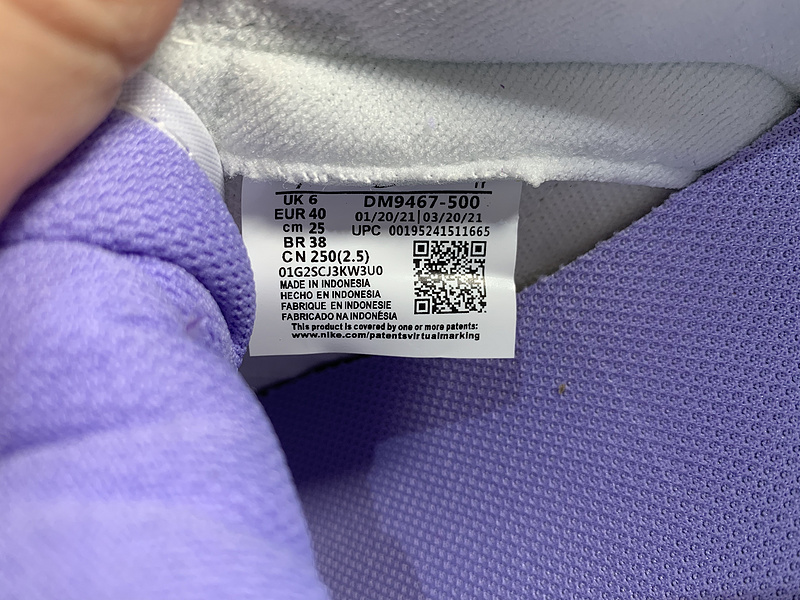 UK 6 DM9467-500
EUR 40 01/20/21|03/20/21
cm 25 UPC 00195241511665
BR 38
CN 250(2.5)
01G2SCJ3KW3U0
MADE IN INDONESIA
HECHO EN INDONESIA
FABRIQUE EN INDONESIE
FABRICADO NA INDONÊSIA
This product is covered by one or more patents:
www.nike.com/patentsvirtualmarking